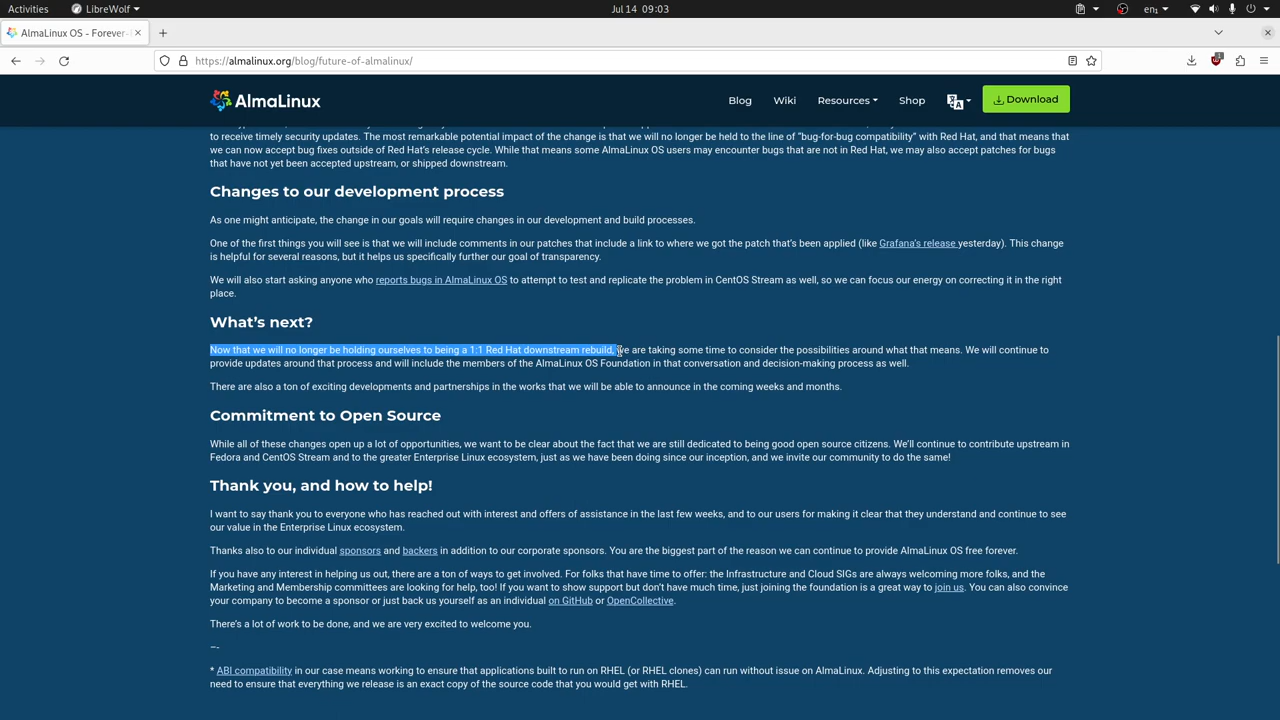 Activities
LibreWolf
Jul 14 09:03
en₁
AlmaLinux OS - Forever-
https://almalinux.org/blog/future-of-almalinux/
1
AlmaLinux
Blog
Wiki
Resources
Shop
Download
to receive timely security updates. The most remarkable potential impact of the change is that we will no longer be held to the line of “bug-for-bug compatibility” with Red Hat, and that means that
we can now accept bug fixes outside of Red Hat’s release cycle. While that means some AlmaLinux OS users may encounter bugs that are not in Red Hat, we may also accept patches for bugs
that have not yet been accepted upstream, or shipped downstream.
Changes to our development process
As one might anticipate, the change in our goals will require changes in our development and build processes.
One of the first things you will see is that we will include comments in our patches that include a link to where we got the patch that’s been applied (like Grafana’s release yesterday). This change
is helpful for several reasons, but it helps us specifically further our goal of transparency.
We will also start asking anyone who reports bugs in AlmaLinux OS to attempt to test and replicate the problem in CentOS Stream as well, so we can focus our energy on correcting it in the right
place.
What’s next?
Now that we will no longer be holding ourselves to being a 1:1 Red Hat downstream rebuild, we are taking some time to consider the possibilities around what that means. We will continue to
provide updates around that process and will include the members of the AlmaLinux OS Foundation in that conversation and decision-making process as well.
There are also a ton of exciting developments and partnerships in the works that we will be able to announce in the coming weeks and months.
Commitment to Open Source
While all of these changes open up a lot of opportunities, we want to be clear about the fact that we are still dedicated to being good open source citizens. We’ll continue to contribute upstream in
Fedora and CentOS Stream and to the greater Enterprise Linux ecosystem, just as we have been doing since our inception, and we invite our community to do the same!
Thank you, and how to help!
I want to say thank you to everyone who has reached out with interest and offers of assistance in the last few weeks, and to our users for making it clear that they understand and continue to see
our value in the Enterprise Linux ecosystem.
Thanks also to our individual sponsors and backers in addition to our corporate sponsors. You are the biggest part of the reason we can continue to provide AlmaLinux OS free forever.
If you have any interest in helping us out, there are a ton of ways to get involved. For folks that have time to offer: the Infrastructure and Cloud SIGs are always welcoming more folks, and the
Marketing and Membership committees are looking for help, too! If you want to show support but don’t have much time, just joining the foundation is a great way to join us. You can also convince
your company to become a sponsor or just back us yourself as an individual on GitHub or OpenCollective.
There’s a lot of work to be done, and we are very excited to welcome you.
–-
* ABI compatibility in our case means working to ensure that applications built to run on RHEL (or RHEL clones) can run without issue on AlmaLinux. Adjusting to this expectation removes our
need to ensure that everything we release is an exact copy of the source code that you would get with RHEL.